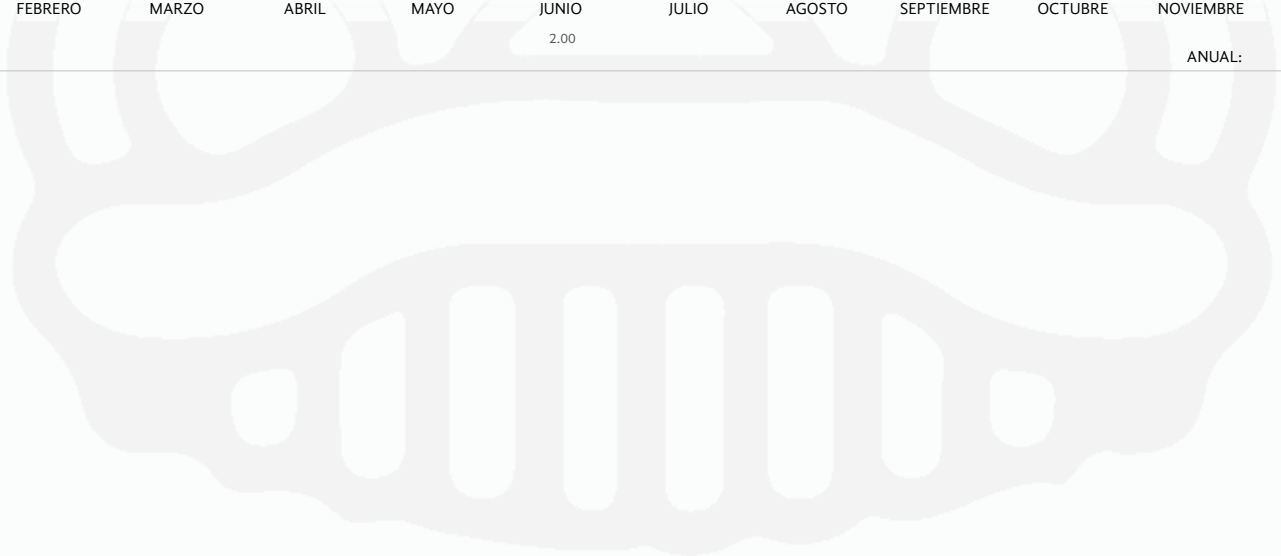 FEBRERO MARZO ABRIL MAYO JUNIO JULIO AGOSTO SEPTIEMBRE OCTUBRE NOVIEMBRE
2.00
ANUAL: